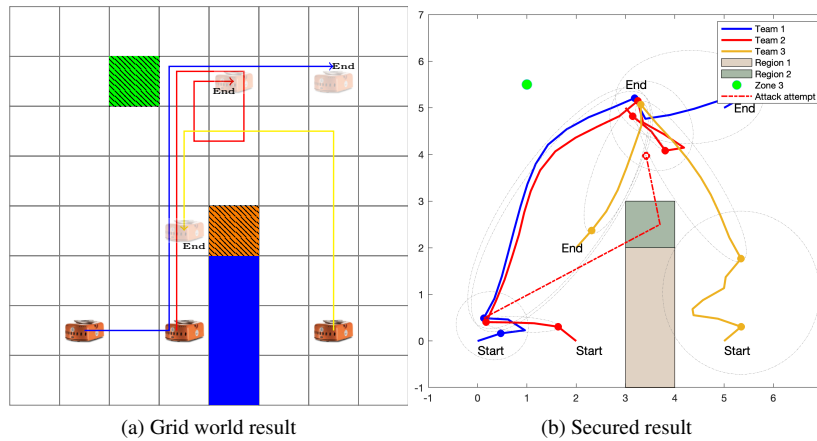 End
End
End
(a) Grid world result
7
6
5
4
3
2
1
0
-1
-1
0
1
2
3
4
5
6
Team 1
Team 2
Team 3
Region 1
Region 2
Zone 3
Attack attempt
End
End
End
Start
Start
Start
(b) Secured result